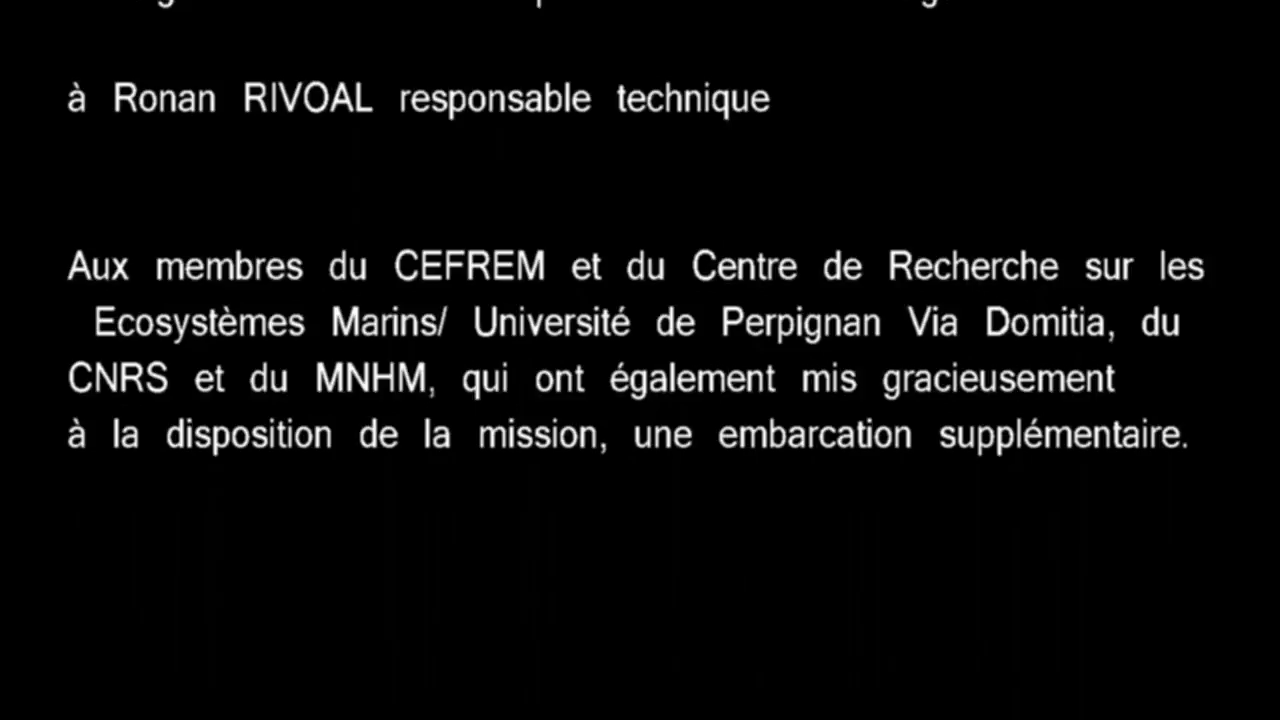 à Ronan RIVOAL responsable technique
Aux membres du CEFREM et du Centre de Recherche sur les
Ecosystèmes Marins/ Université de Perpignan Via Domitia, du
CNRS et du MNHM, qui ont également mis gracieusement
à la disposition de la mission, une embarcation supplémentaire.